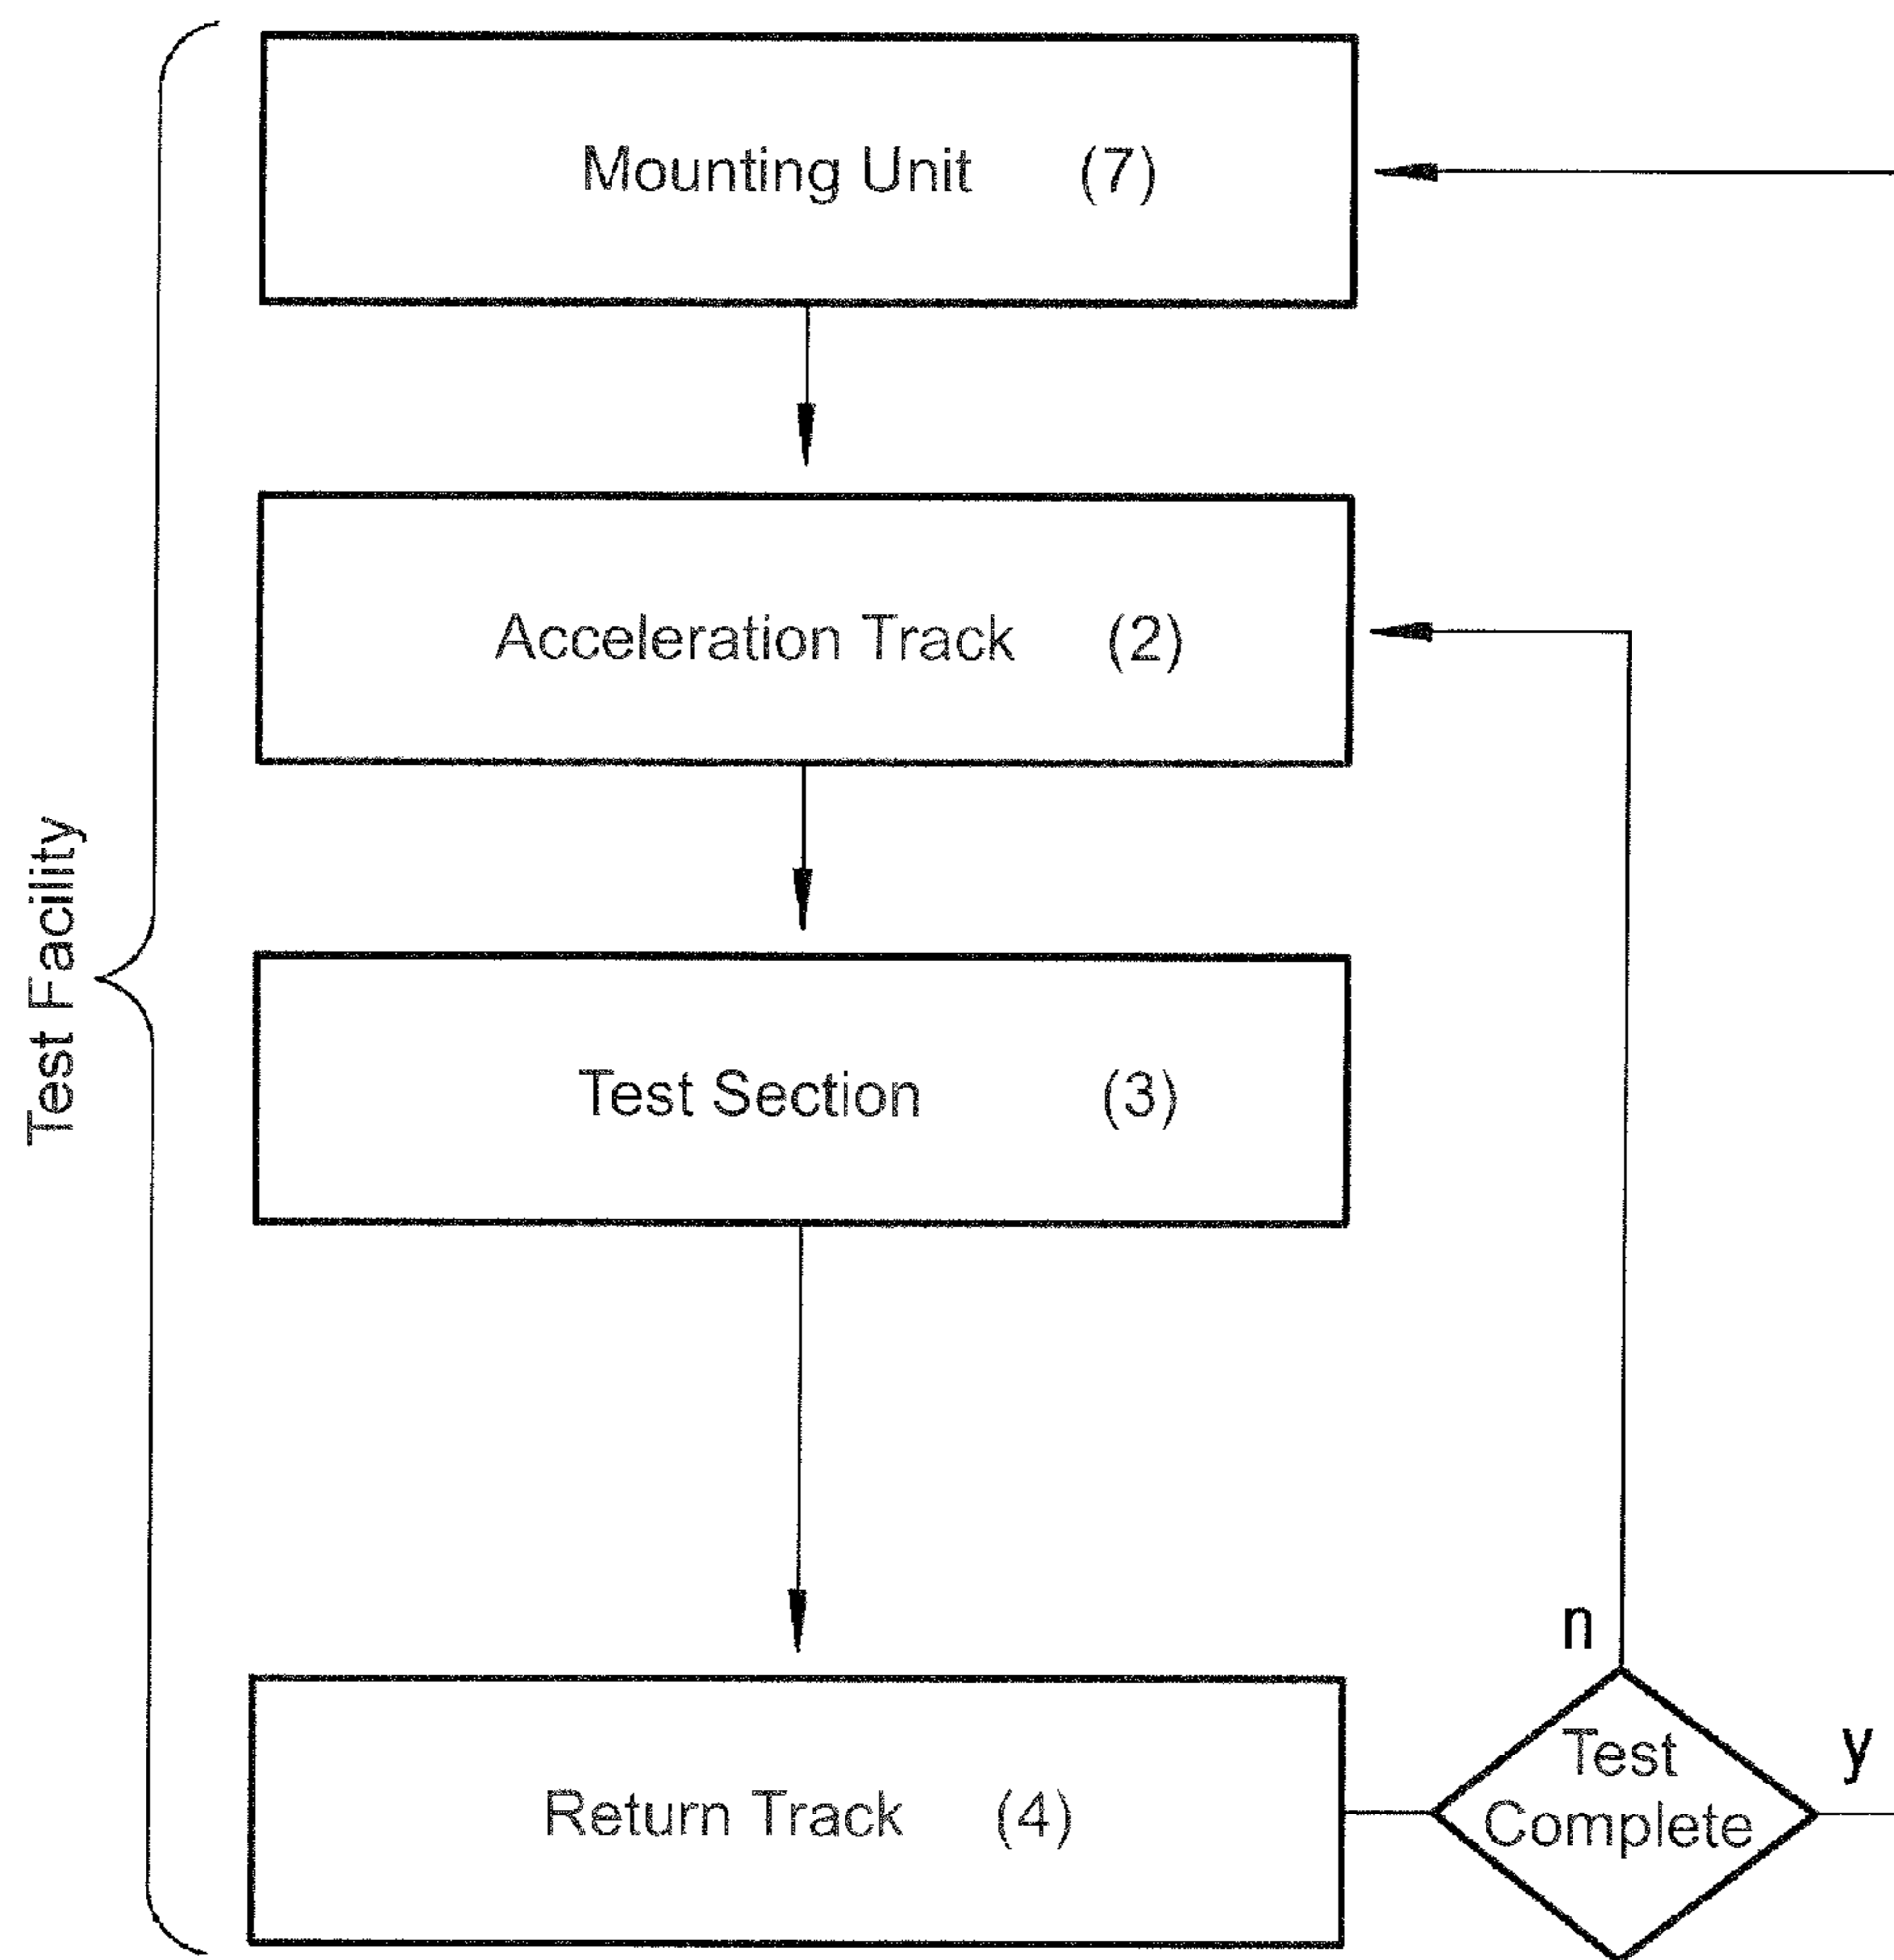 Test Facility
Mounting Unit (7)
Acceleration Track (2)
Test Section (3)
Return Track (4)
n
Test
Complete
y